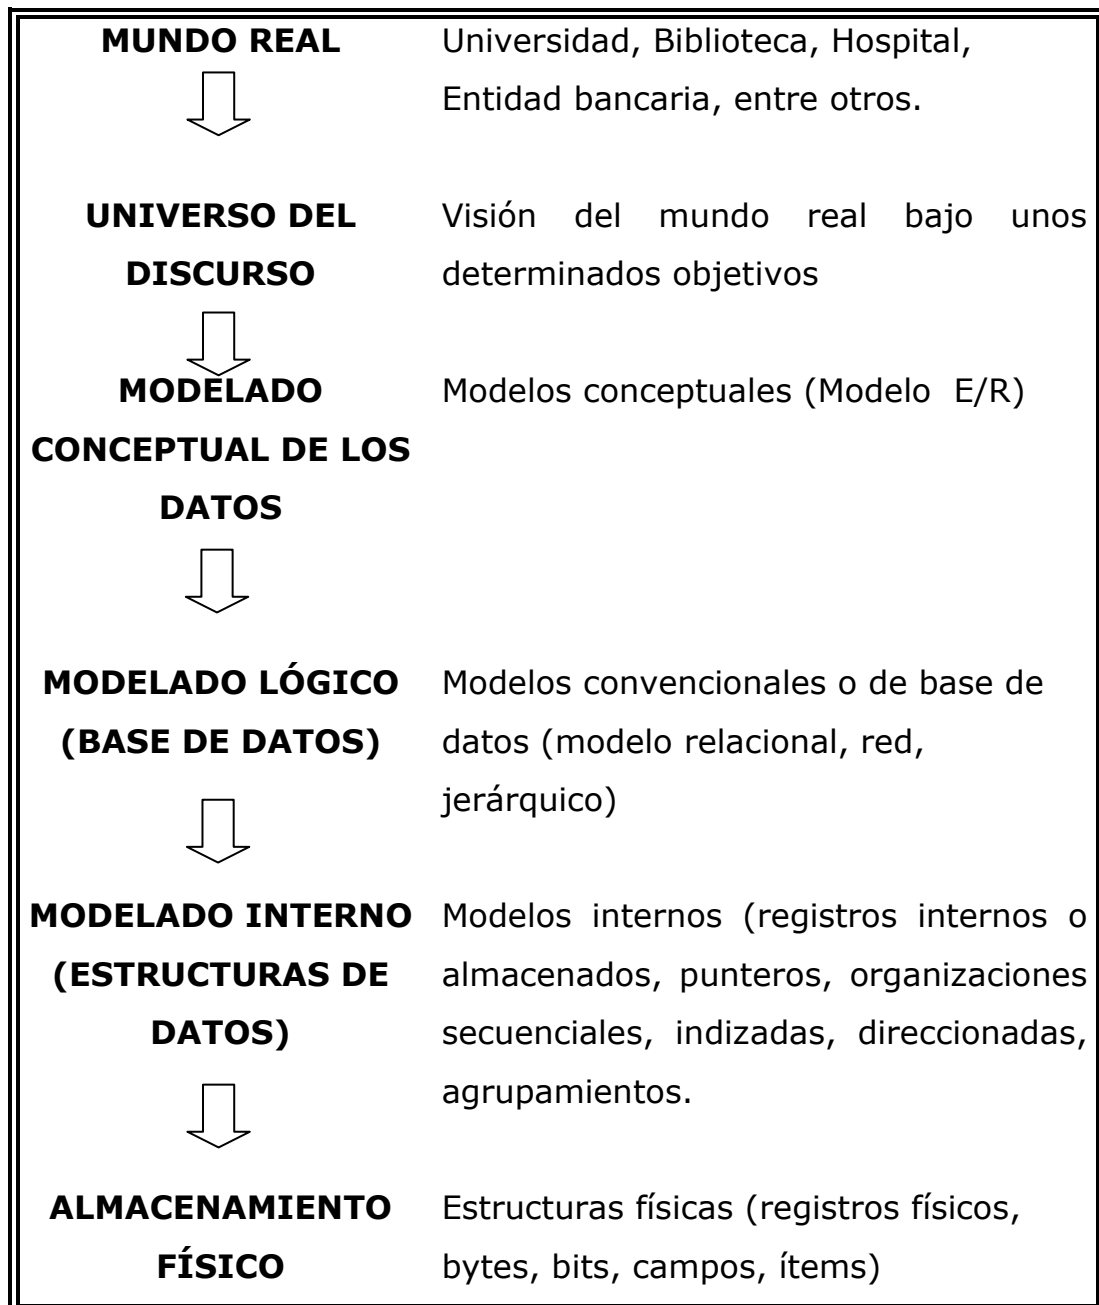 MUNDO REAL
Universidad, Biblioteca, Hospital,
Entidad bancaria, entre otros.
UNIVERSO DEL
DISCURSO
Visión del mundo real bajo unos
determinados objetivos
MODELADO
CONCEPTUAL DE LOS
DATOS
Modelos conceptuales (Modelo E/R)
MODELADO LÓGICO
(BASE DE DATOS)
Modelos convencionales o de base de
datos (modelo relacional, red,
jerárquico)
MODELADO INTERNO
(ESTRUCTURAS DE
DATOS)
Modelos internos (registros internos o
almacenados, punteros, organizaciones
secuenciales, indizadas, direccionadas,
agrupamientos.
ALMACENAMIENTO
FÍSICO
Estructuras físicas (registros físicos,
bytes, bits, campos, ítems)